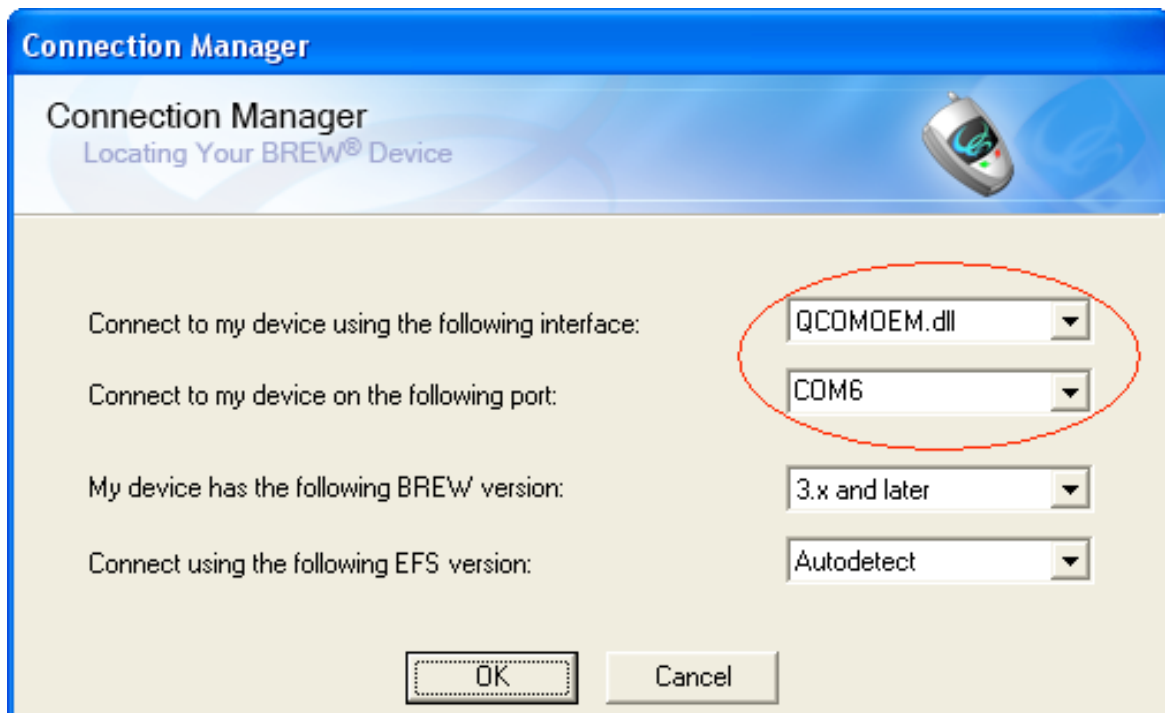 Connection Manager
Connection Manager
Locating Your BREW® Device
Connect to my device using the following interface: QCOMOEM.dll
Connect to my device on the following port: COM6
My device has the following BREW version: 3.x and later
Connect using the following EFS version: Autodetect
OK Cancel